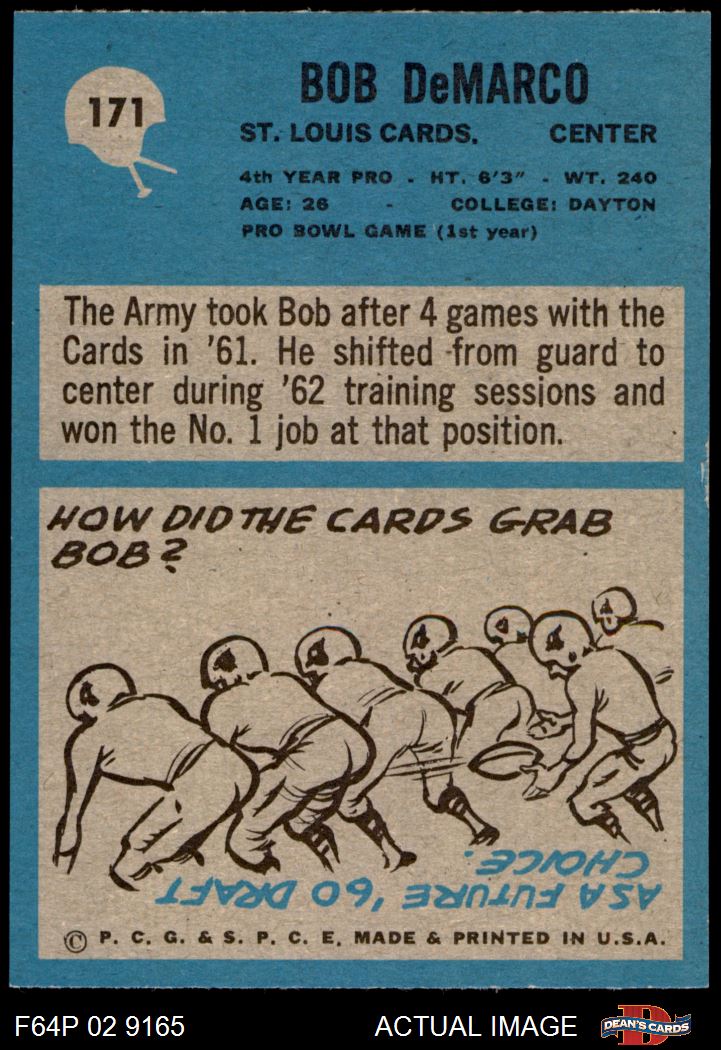 171
BOB DeMARCO
ST. LOUIS CARDS. CENTER
4th YEAR PRO - HT. 6'3" - WT. 240
AGE: 26 - COLLEGE: DAYTON
PRO BOWL GAME (1st year)
The Army took Bob after 4 games with the
Cards in '61. He shifted from guard to
center during '62 training sessions and
won the No. 1 job at that position.
HOW DID THE CARDS GRAB
BOB?
AS A FUTURE '60 DRAFT
CHOICE.
© P. C. G. & S. P. C. E. MADE & PRINTED IN U.S.A.
F64P 02 9165 ACTUAL IMAGE
D
DEAN'S CARDS